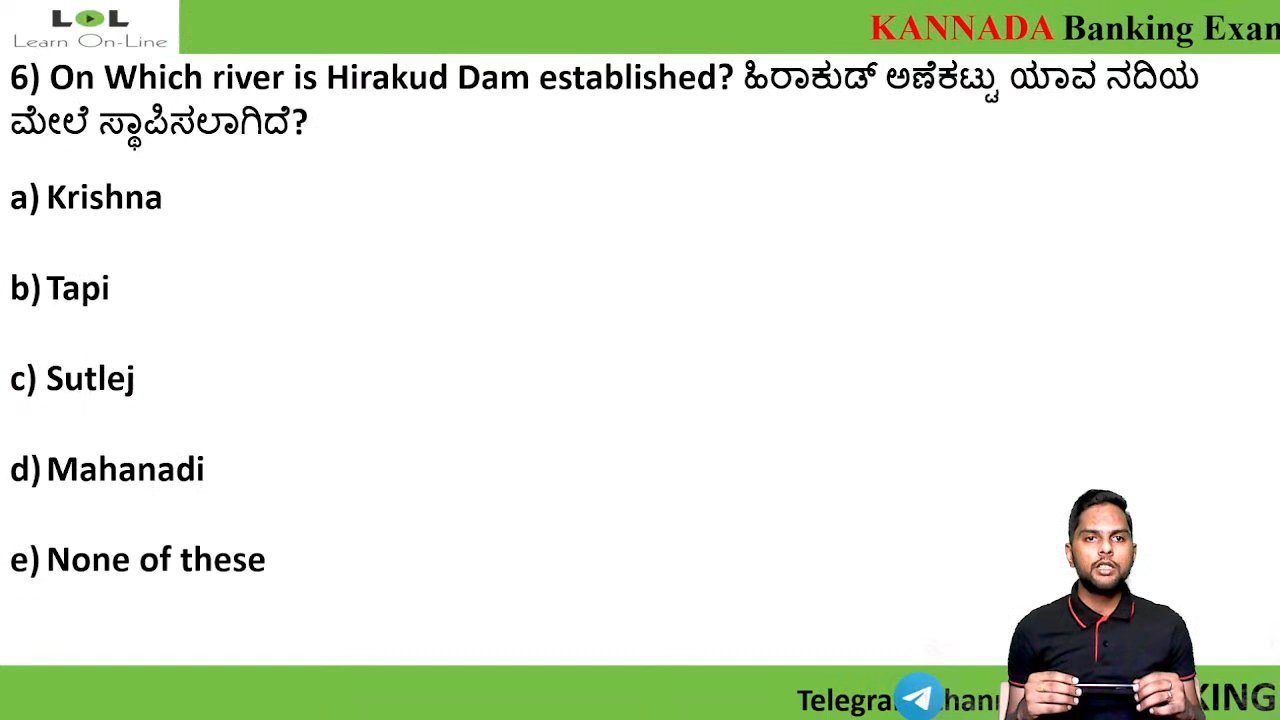 LOL
Learn On-Line
KANNADA Banking Exan
6) On Which river is Hirakud Dam established? ಹಿರಾಕುಡ್ ಅಣೆಕಟ್ಟು ಯಾವ ನದಿಯ
ಮೇಲೆ ಸ್ಥಾಪಿಸಲಾಗಿದೆ?
a) Krishna
b) Tapi
c) Sutlej
d) Mahanadi
e) None of these